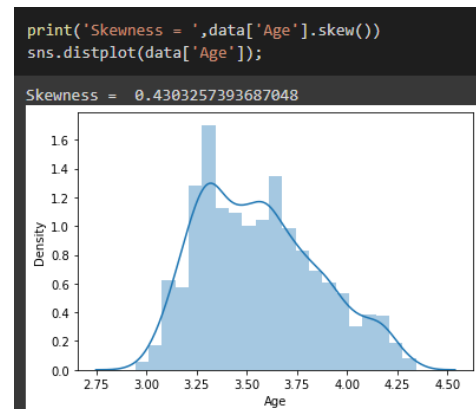 print('Skewness = ',data['Age'].skew())
sns.distplot(data['Age']);
Skewness =  0.4303257393687048
1.6
1.4
1.2
1.0
0.8
0.6
0.4
0.2
0.0
Density
2.75 3.00 3.25 3.50 3.75 4.00 4.25 4.50
Age